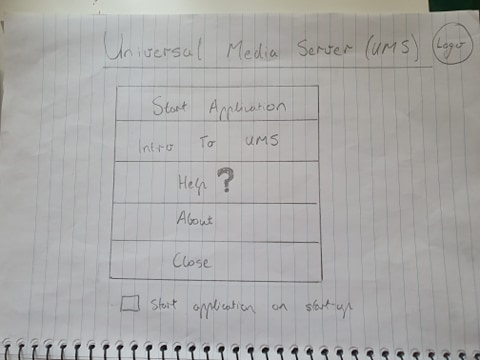 Universal Media Server (UMS)
Logo
Start Application
Intro To UMS
Help ?
About
Close
Start application on start-up